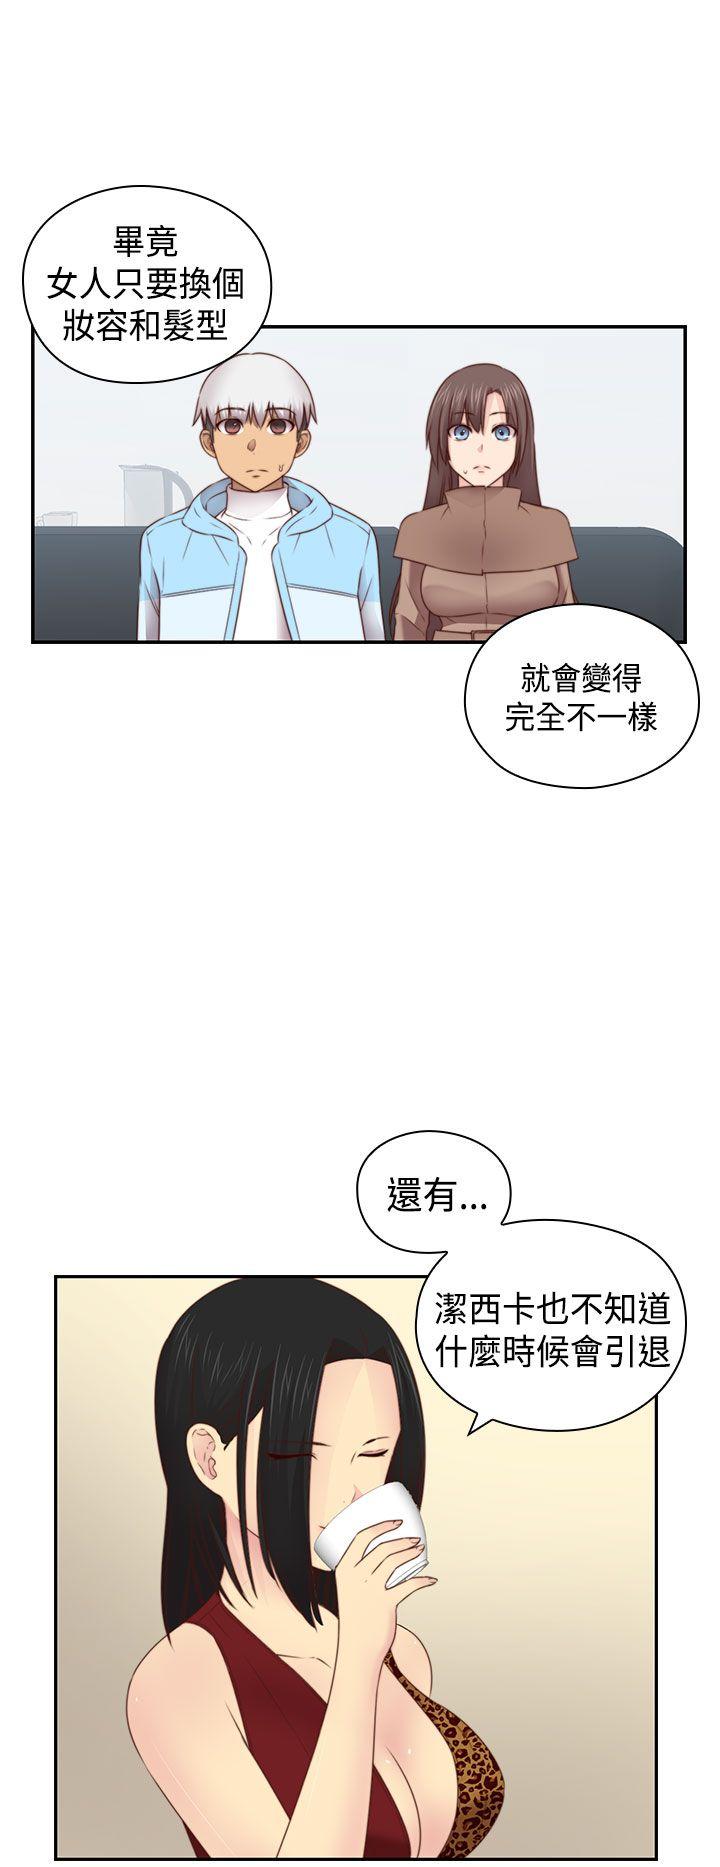 畢竟
女人只要換個
妝容和髮型
就會變得
完全不一樣
還有...
潔西卡也不知道
什麼時候會引退